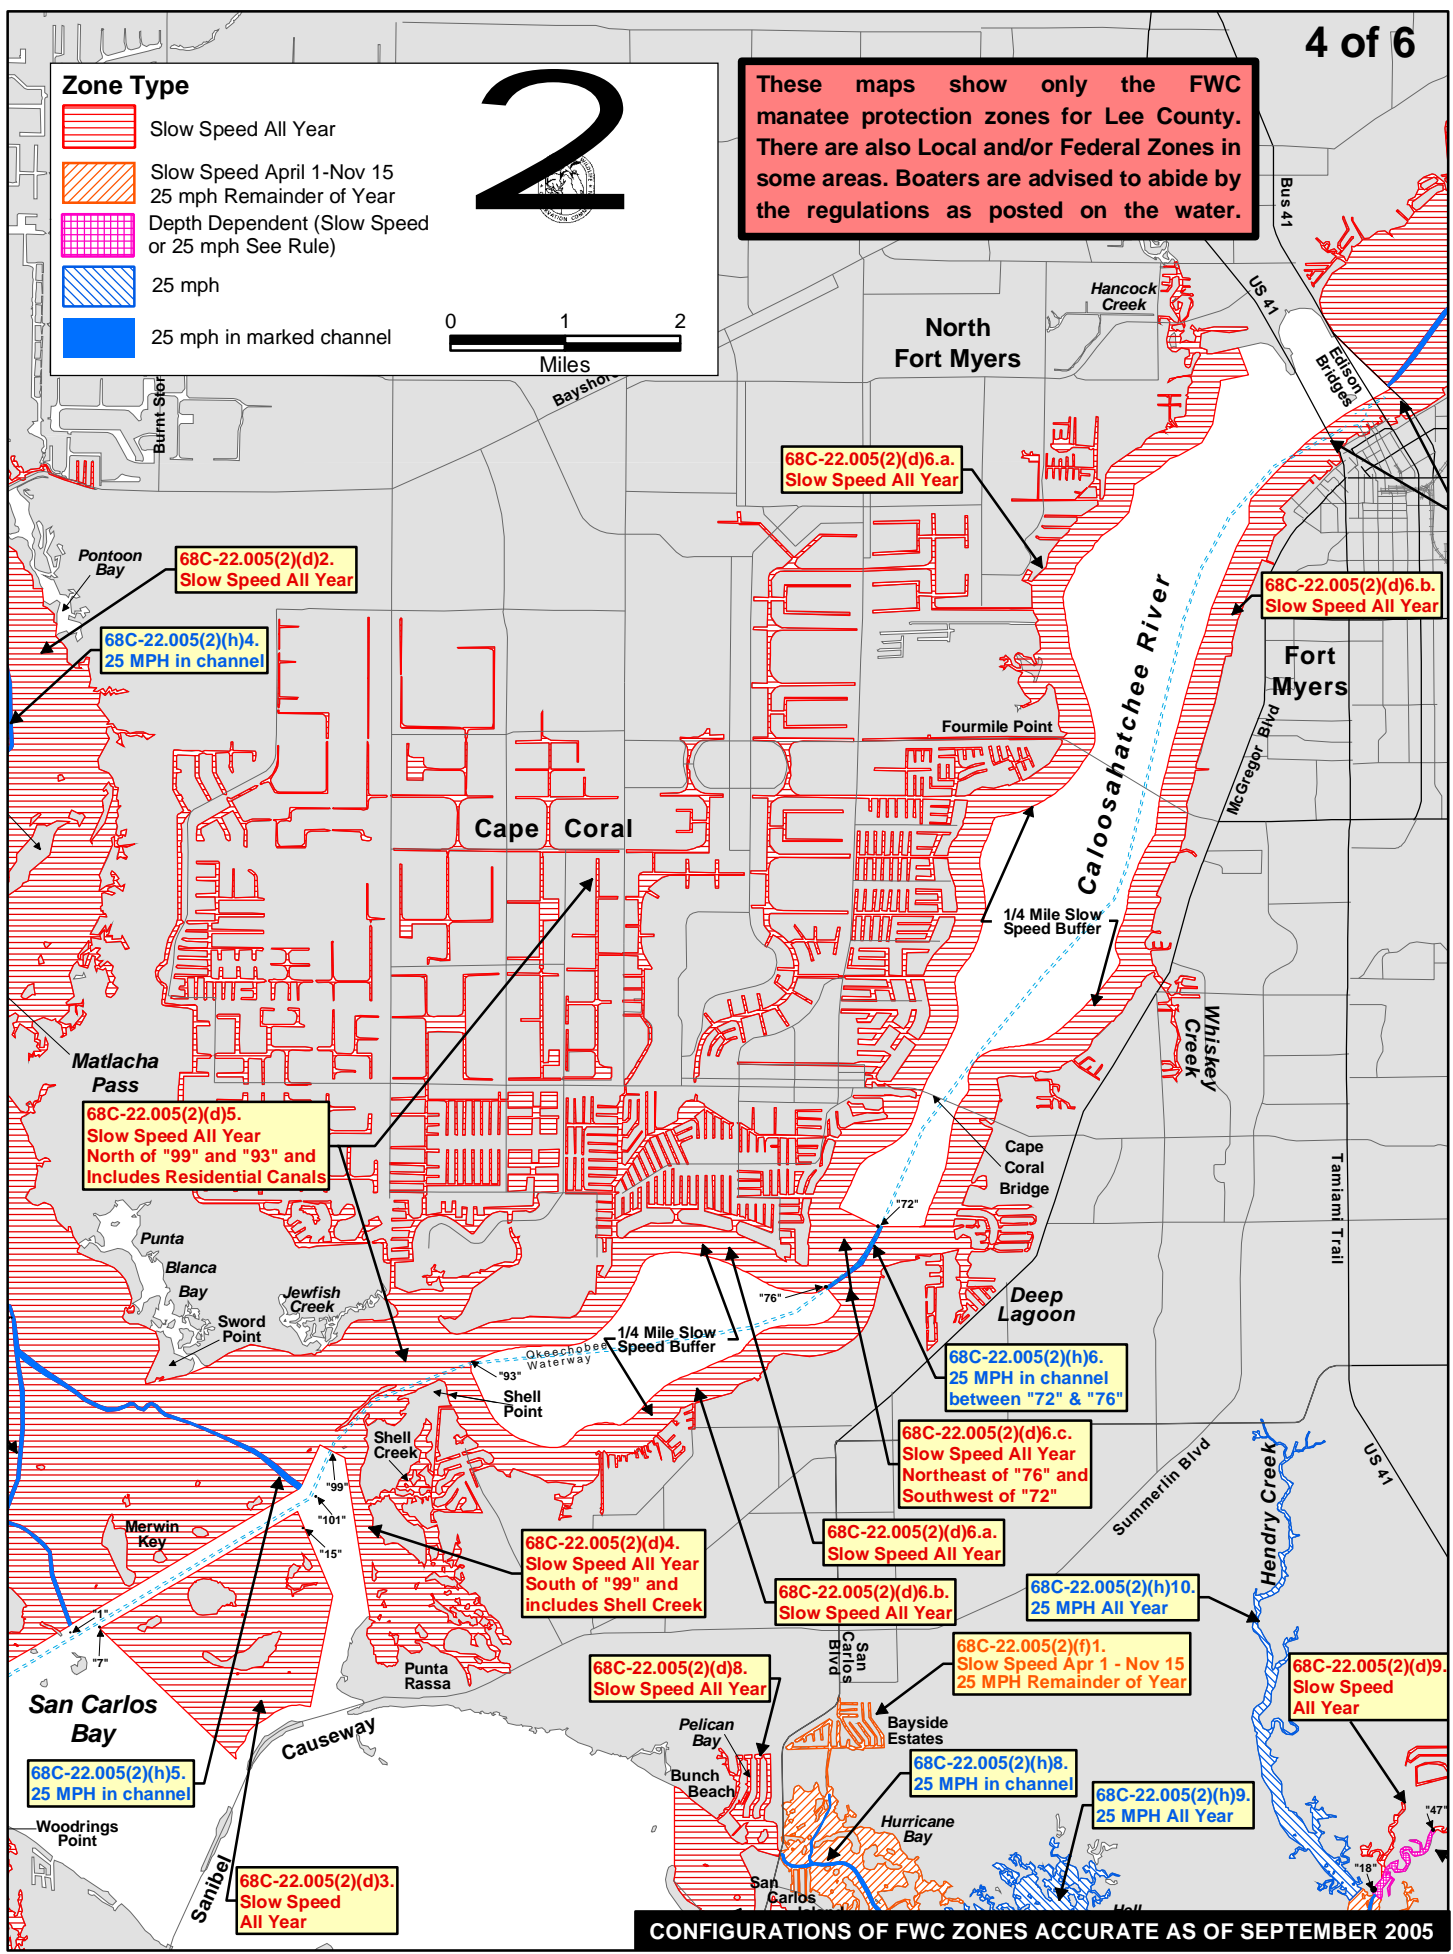 4 of 6
Zone Type
Slow Speed All Year
Slow Speed April 1-Nov 15
25 mph Remainder of Year
Depth Dependent (Slow Speed
or 25 mph See Rule)
25 mph
25 mph in marked channel
2
0 1 2
Miles
These maps show only the FWC
manatee protection zones for Lee County.
There are also Local and/or Federal Zones in
some areas. Boaters are advised to abide by
the regulations as posted on the water.
Bus 41
US 41
Hancock
Creek
North
Fort Myers
Edison
Bridges
Burnt Stor
Bayshor
68C-22.005(2)(d)6.a.
Slow Speed All Year
Pontoon
Bay
68C-22.005(2)(d)2.
Slow Speed All Year
68C-22.005(2)(d)6.b.
Slow Speed All Year
68C-22.005(2)(h)4.
25 MPH in channel
Fort
Myers
Caloosahatchee River
McGregor Blvd
Fourmile Point
Cape Coral
1/4 Mile Slow
Speed Buffer
Whiskey
Creek
Matlacha
Pass
68C-22.005(2)(d)5.
Slow Speed All Year
North of "99" and "93" and
Includes Residential Canals
Cape
Coral
Bridge
Tamiami Trail
"72"
Punta
Blanca
Bay
Jewfish
Creek
Sword
Point
"76"
Deep
Lagoon
1/4 Mile Slow
Speed Buffer
Okeechobee
Waterway
68C-22.005(2)(h)6.
25 MPH in channel
between "72" & "76"
"93"
Shell
Point
Shell
Creek
68C-22.005(2)(d)6.c.
Slow Speed All Year
Northeast of "76" and
Southwest of "72"
Summerlin Blvd
Hendry Creek
US 41
"99"
"101"
"15"
Merwin
Key
68C-22.005(2)(d)6.a.
Slow Speed All Year
68C-22.005(2)(d)4.
Slow Speed All Year
South of "99" and
includes Shell Creek
68C-22.005(2)(d)6.b.
Slow Speed All Year
68C-22.005(2)(h)10.
25 MPH All Year
"1"
"7"
Punta
Rassa
San
Carlos
Blvd
68C-22.005(2)(f)1.
Slow Speed Apr 1 - Nov 15
25 MPH Remainder of Year
68C-22.005(2)(d)8.
Slow Speed All Year
68C-22.005(2)(d)9.
Slow Speed
All Year
San Carlos
Bay
Causeway
Pelican
Bay
Bayside
Estates
68C-22.005(2)(h)5.
25 MPH in channel
Bunch
Beach
68C-22.005(2)(h)8.
25 MPH in channel
68C-22.005(2)(h)9.
25 MPH All Year
"47"
Woodrings
Point
Hurricane
Bay
Sanibel
68C-22.005(2)(d)3.
Slow Speed
All Year
San
Carlos
"18"
CONFIGURATIONS OF FWC ZONES ACCURATE AS OF SEPTEMBER 2005